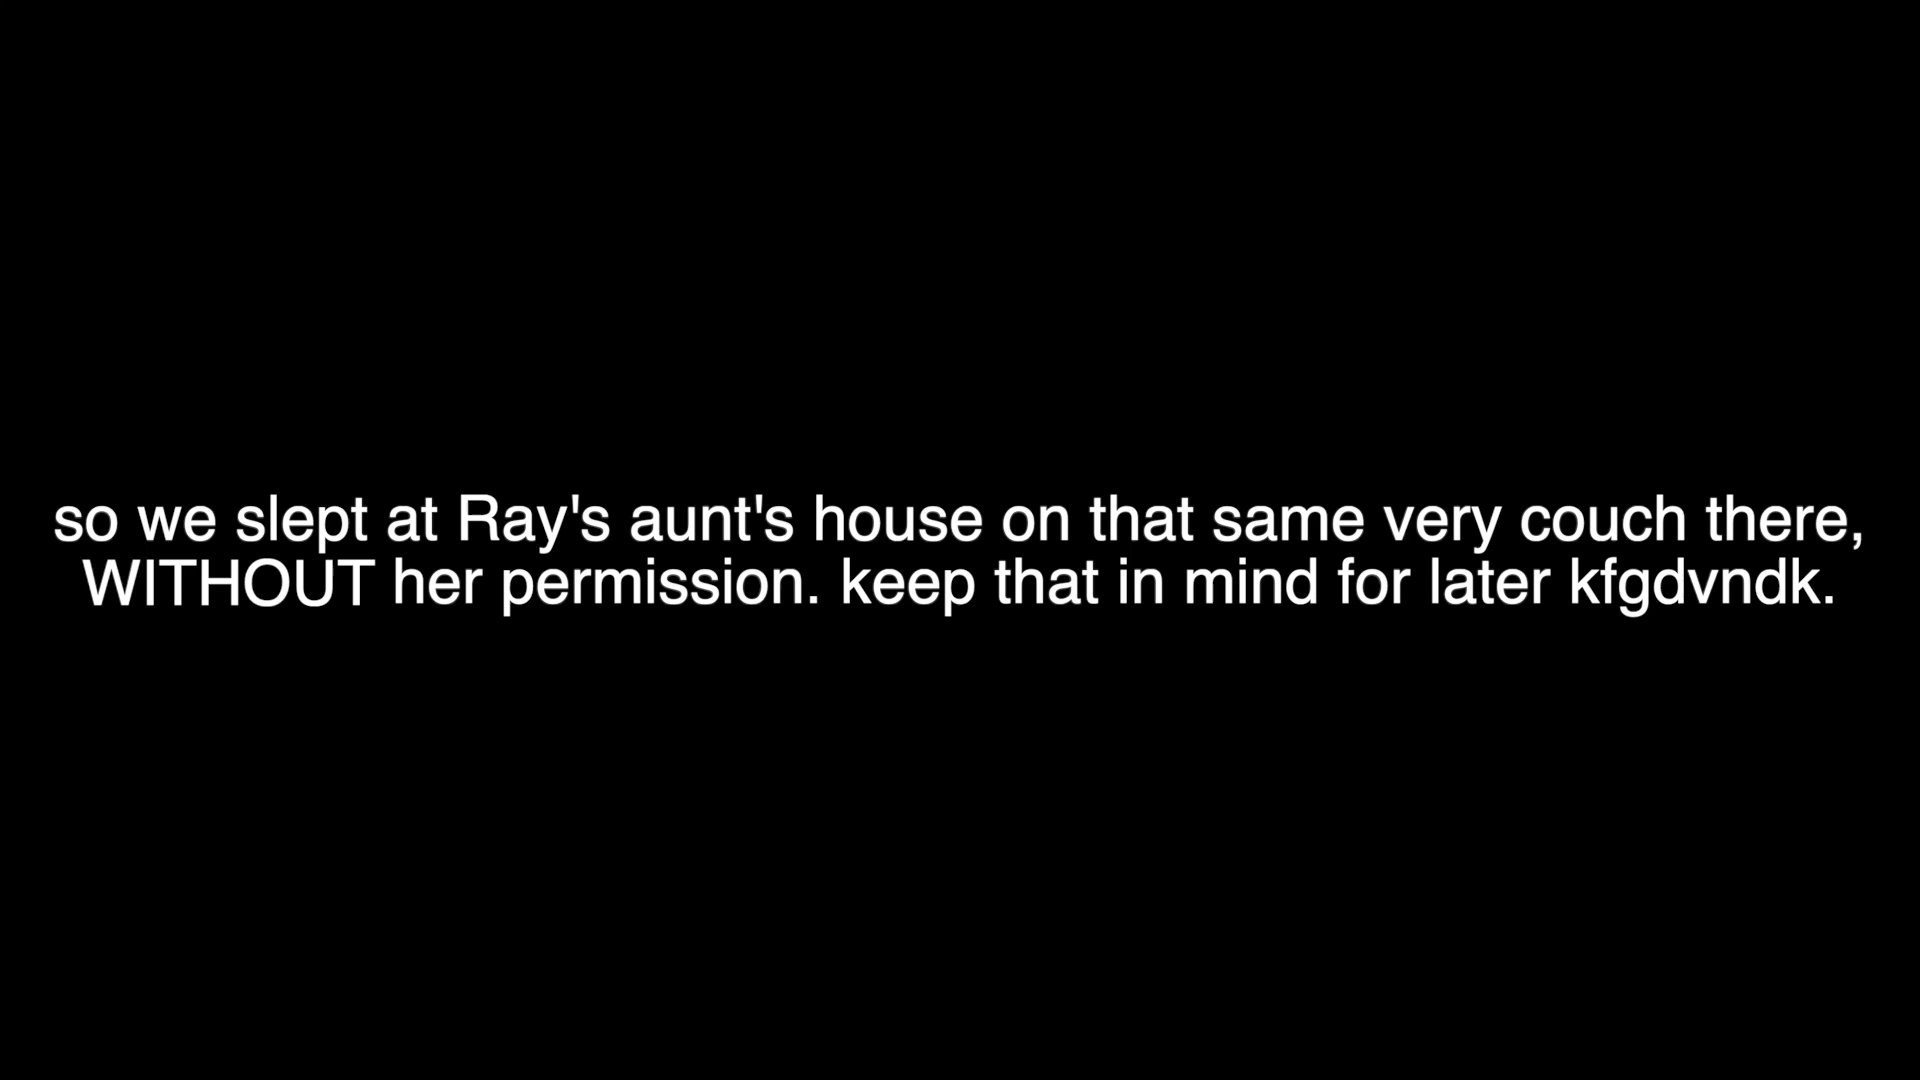 so we slept at Ray's aunt's house on that same very couch there,
WITHOUT her permission. keep that in mind for later kfgdvndk.